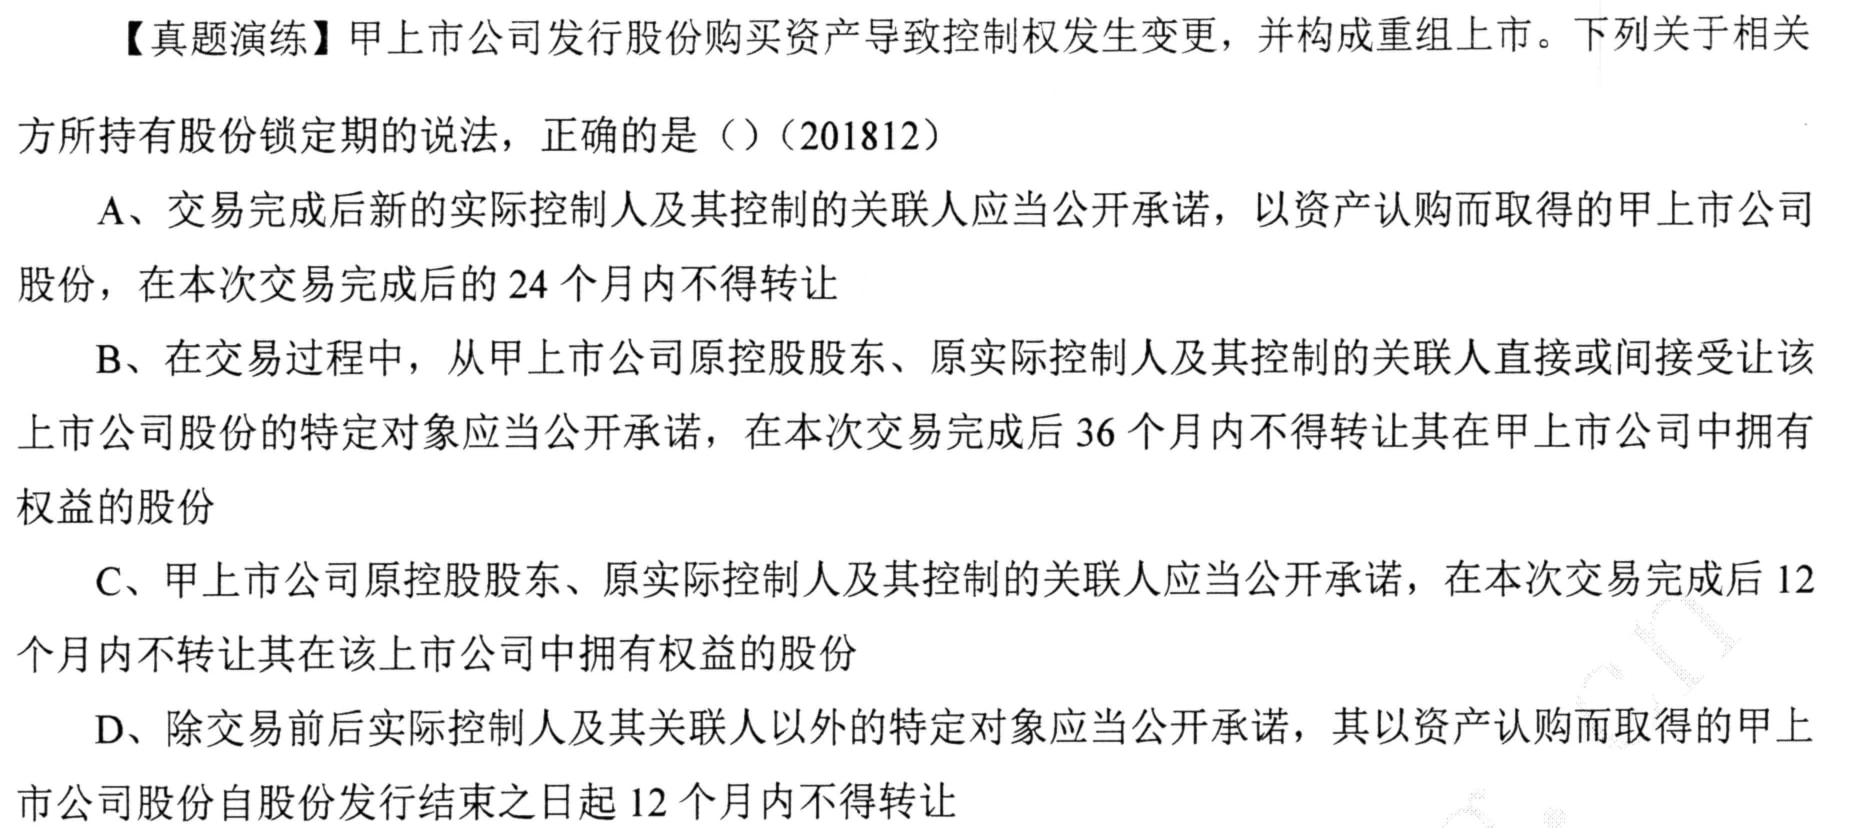 【真题演练】甲上市公司发行股份购买资产导致控制权发生变更，并构成重组上市。下列关于相关
方所持有股份锁定期的说法，正确的是（）（201812）
A、交易完成后新的实际控制人及其控制的关联人应当公开承诺，以资产认购而取得的甲上市公司
股份，在本次交易完成后的 24 个月内不得转让
B、在交易过程中，从甲上市公司原控股股东、原实际控制人及其控制的关联人直接或间接受让该
上市公司股份的特定对象应当公开承诺，在本次交易完成后 36 个月内不得转让其在甲上市公司中拥有
权益的股份
C、甲上市公司原控股股东、原实际控制人及其控制的关联人应当公开承诺，在本次交易完成后 12
个月内不转让其在该上市公司中拥有权益的股份
D、除交易前后实际控制人及其关联人以外的特定对象应当公开承诺，其以资产认购而取得的甲上
市公司股份自股份发行结束之日起 12 个月内不得转让